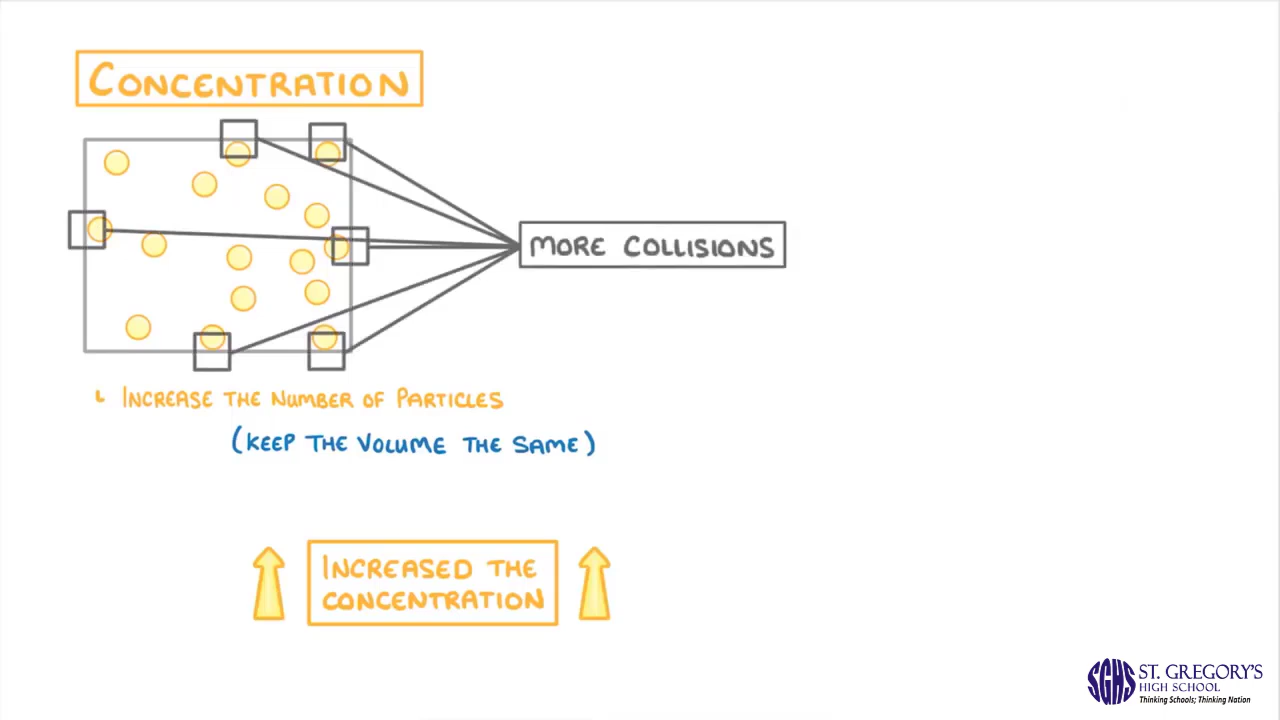 CONCENTRATION
MORE COLLISIONS
INCREASE THE NUMBER OF PARTICLES
(KEEP THE VOLUME THE SAME)
INCREASED THE
CONCENTRATION
SGHS
ST. GREGORY'S
HIGH SCHOOL
Thinking Schools; Thinking Nation